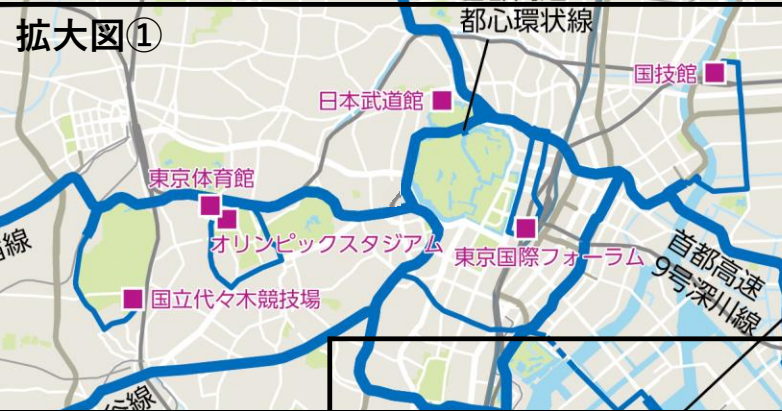 拡大図①
都心環状線
国技館
日本武道館
東京体育館
オリンピックスタジアム
東京国際フォーラム
国立代々木競技場
首都高速
9号深川線
線
谷線